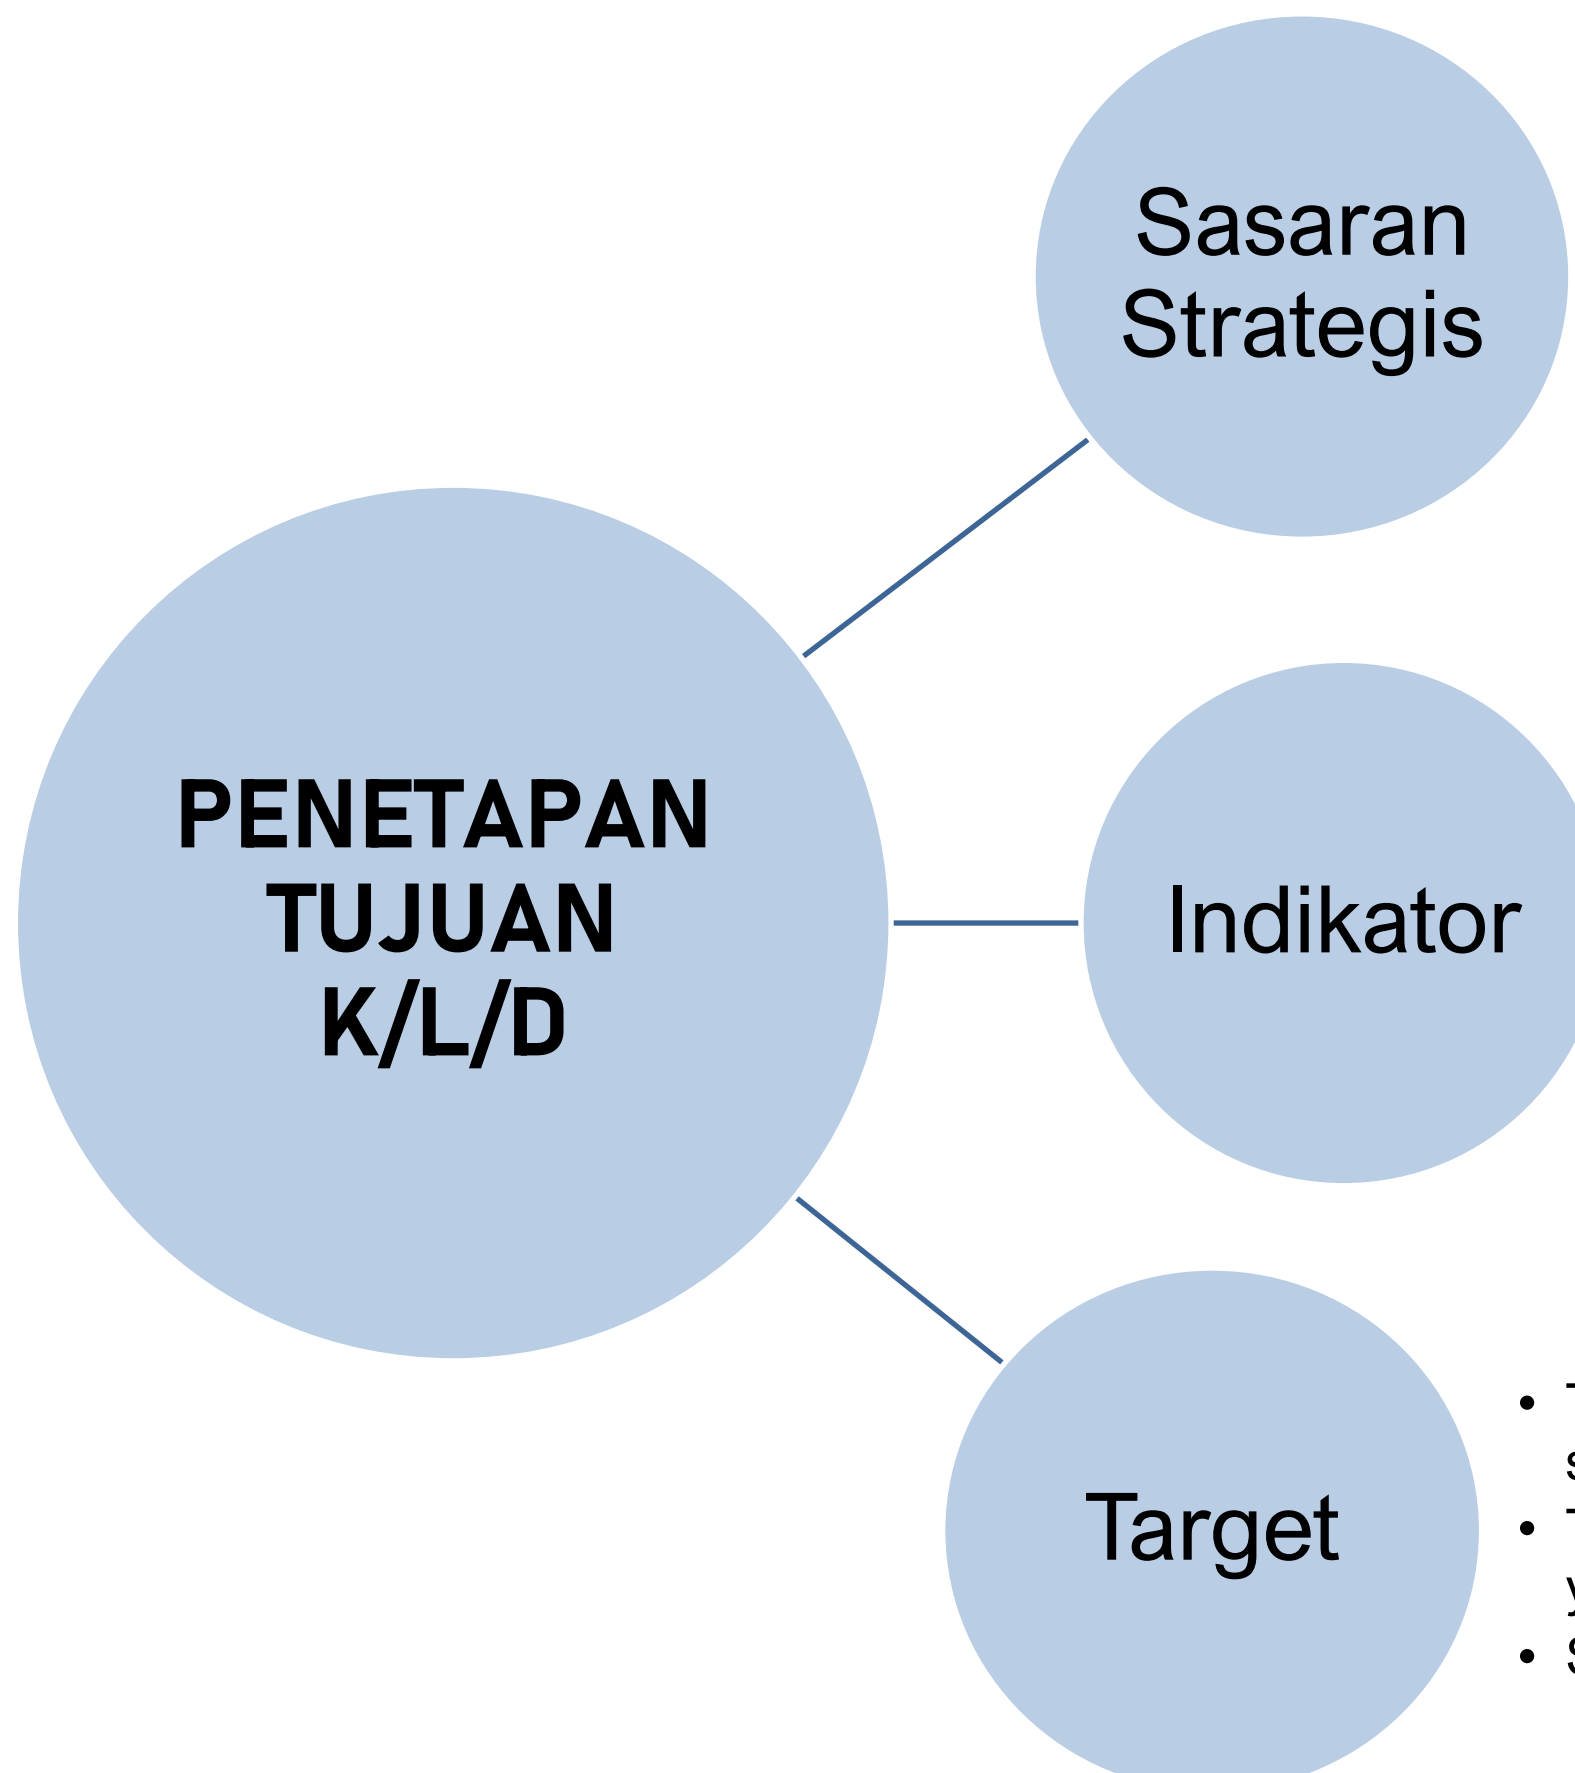 Sasaran
Strategis
PENETAPAN
TUJUAN
K/L/D
Indikator
Target